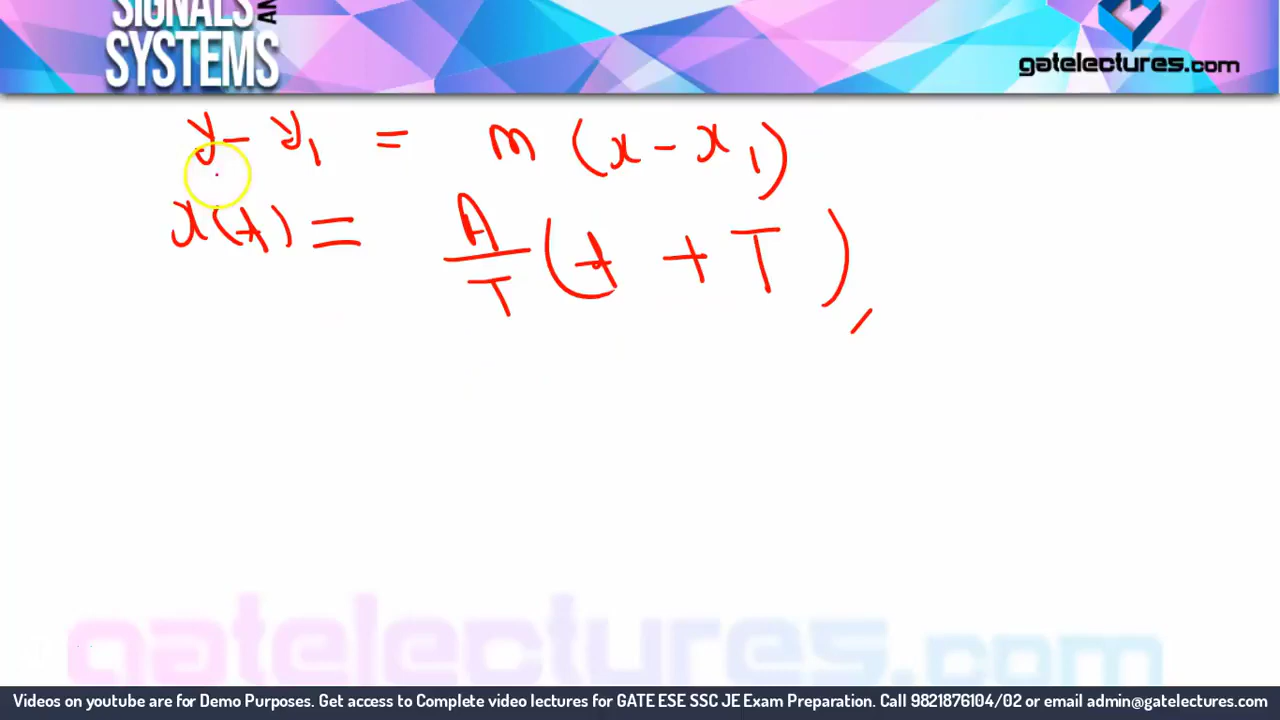 SIGNALS AND
SYSTEMS
gatelectures.com
y - y₁ = m (x - x₁)
x(t) = A/T (t + T),
gatelectures.com
Videos on youtube are for Demo Purposes. Get access to Complete video lectures for GATE ESE SSC JE Exam Preparation. Call 9821876104/02 or email admin@gatelectures.com